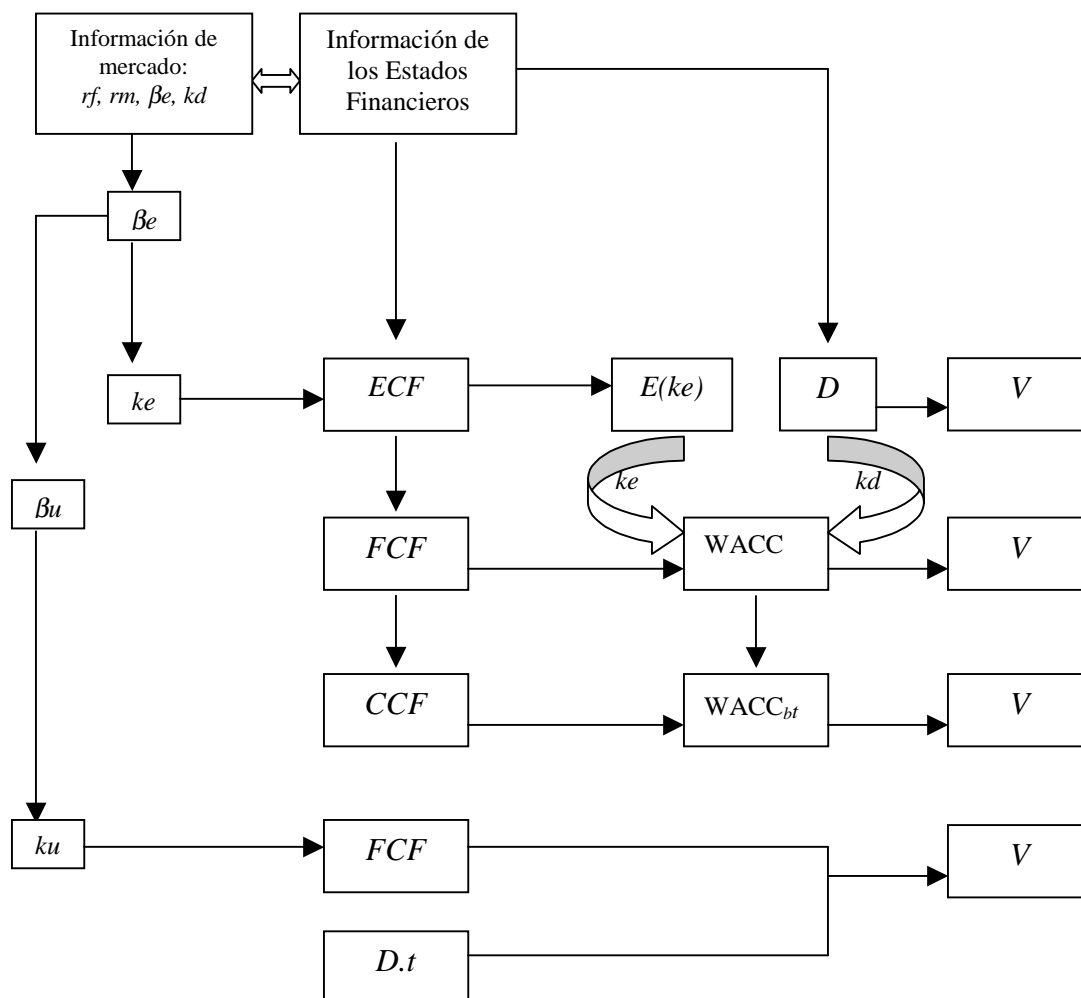 Información de
mercado:
rf, rm, βe, kd
Información de
los Estados
Financieros
βe
ke
ECF
E(ke)
D
V
ke
kd
βu
FCF
WACC
V
CCF
WACCbt
V
ku
FCF
V
D.t